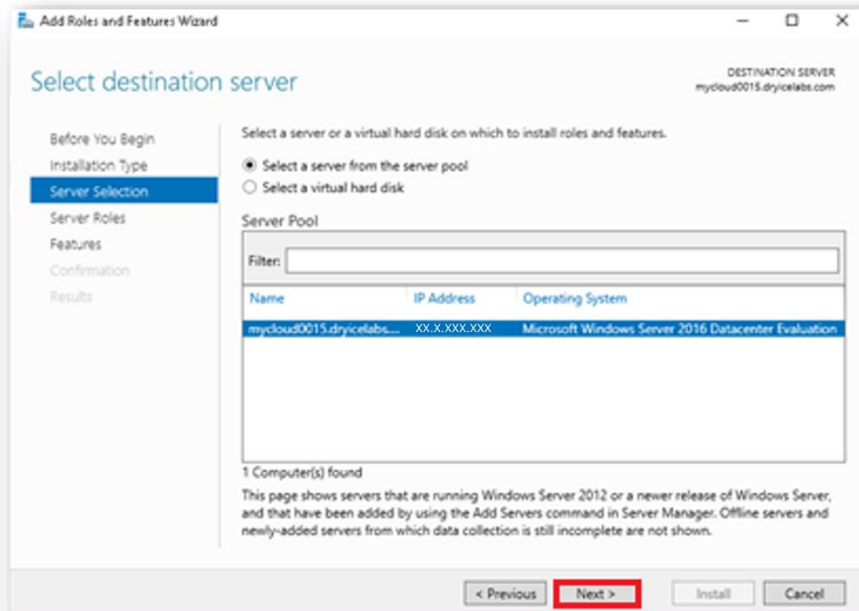 Add Roles and Features Wizard
Select destination server
DESTINATION SERVER
mycloud0015.dryicelabs.com
Before You Begin
Installation Type
Server Selection
Server Roles
Features
Confirmation
Results
Select a server or a virtual hard disk on which to install roles and features.
Select a server from the server pool
Select a virtual hard disk
Server Pool
Filter:
Name IP Address Operating System
mycloud0015.dryicelabs.... XX.X.XXX.XXX Microsoft Windows Server 2016 Datacenter Evaluation
1 Computer(s) found
This page shows servers that are running Windows Server 2012 or a newer release of Windows Server,
and that have been added by using the Add Servers command in Server Manager. Offline servers and
newly-added servers from which data collection is still incomplete are not shown.
< Previous Next > Install Cancel